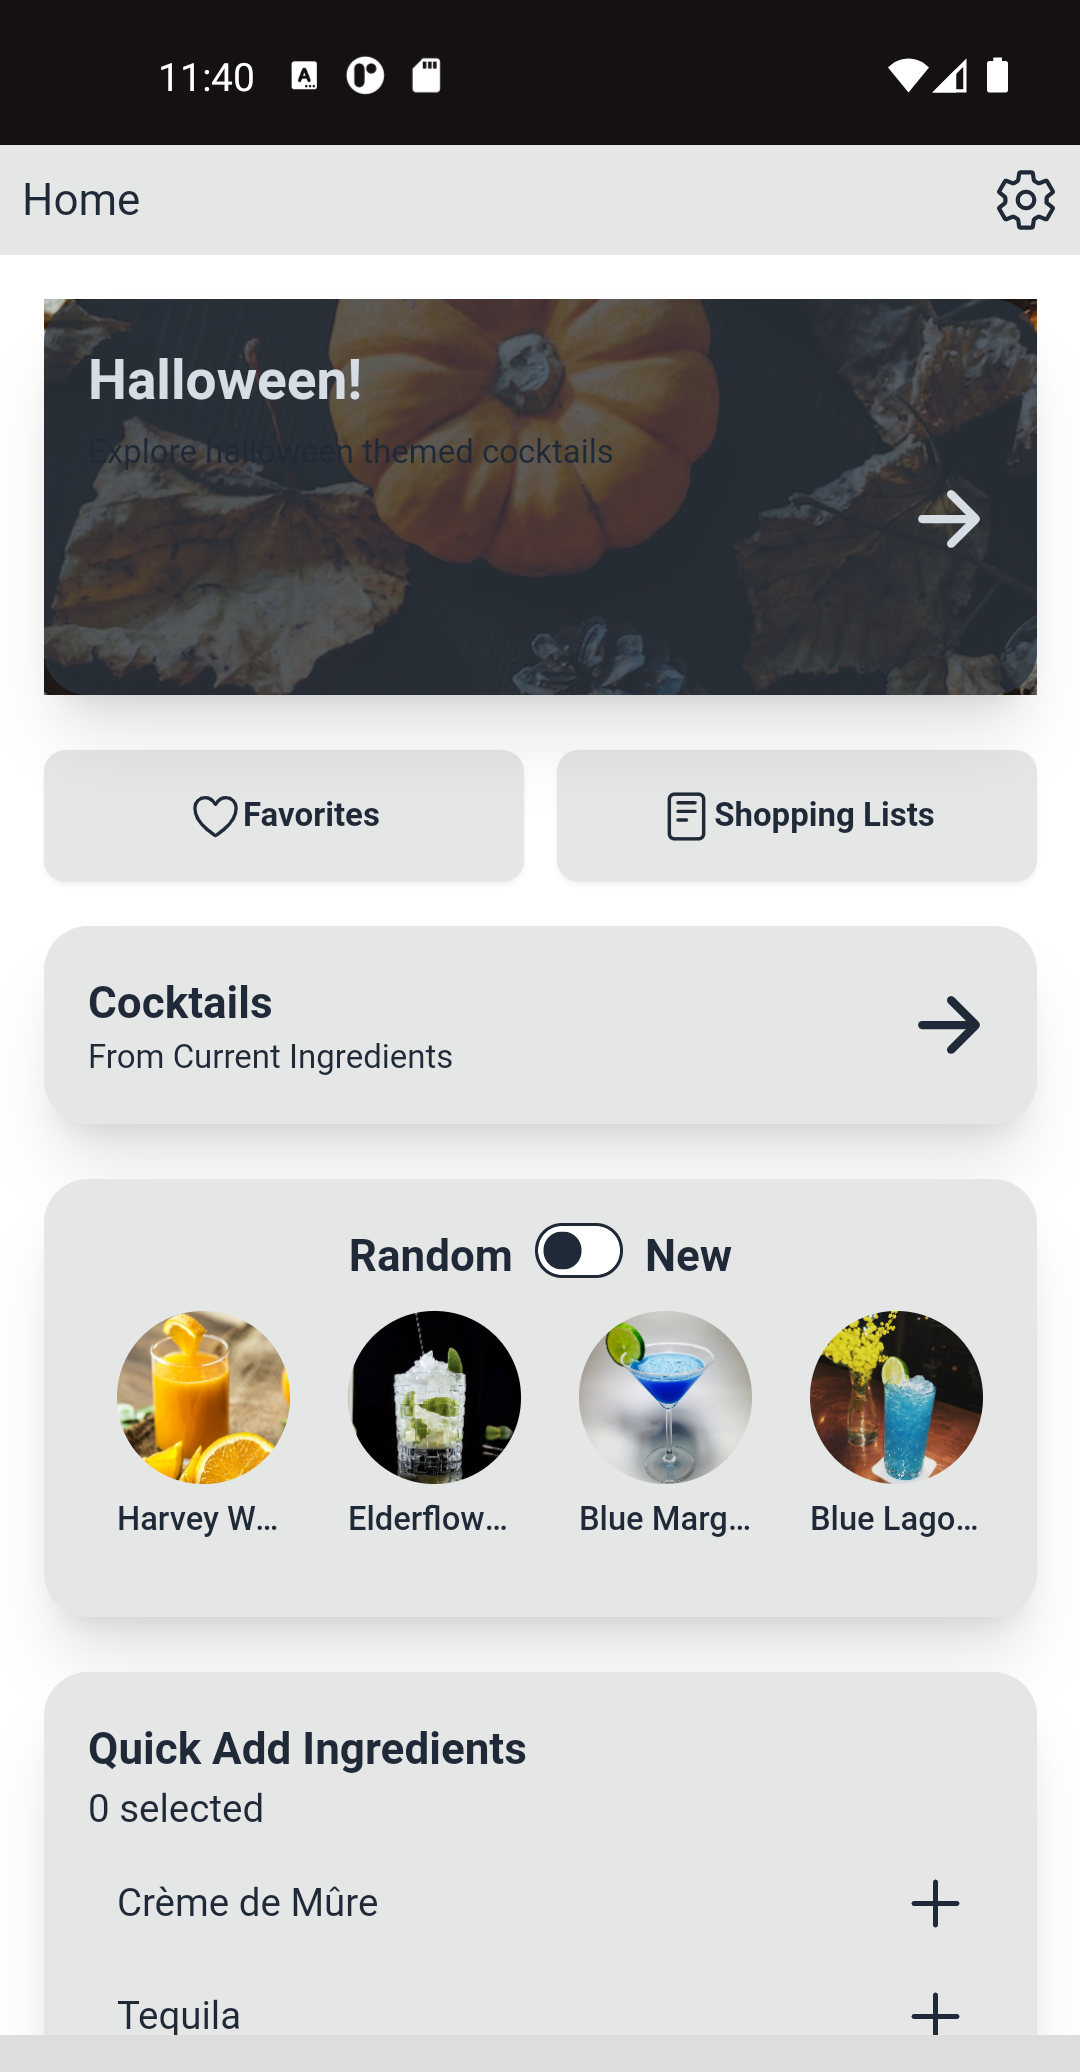 11:40
Home
Halloween!
Explore halloween themed cocktails
Favorites
Shopping Lists
Cocktails
From Current Ingredients
Random New
Harvey W...
Elderflow...
Blue Marg...
Blue Lago...
Quick Add Ingredients
0 selected
Crème de Mûre
Tequila